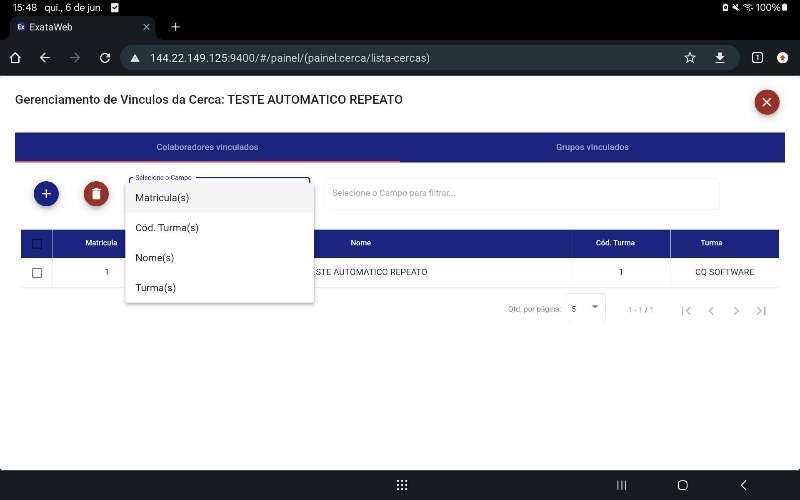 15:48 qui., 6 de jun. 100%
Ex ExataWeb
144.22.149.125:9400/#/painel/(painel:cerca/lista-cercas) 1
Gerenciamento de Vinculos da Cerca: TESTE AUTOMATICO REPEATO
Colaboradores vinculados Grupos vinculados
Selecione o Campo
Selecione o Campo para filtrar...
Matricula(s)
Cód. Turma(s)
Nome(s)
Turma(s)
Matricula Nome Cód. Turma Turma
1 ESTE AUTOMATICO REPEATO 1 CQ SOFTWARE
Qtd. por página: 5 1 - 1 / 1